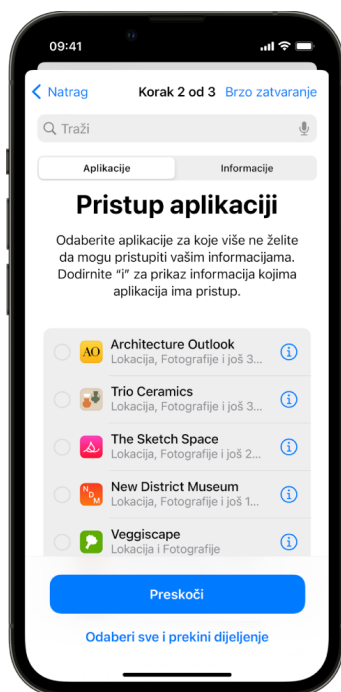 09:41
Natrag Korak 2 od 3 Brzo zatvaranje
Traži
Aplikacije Informacije
Pristup aplikaciji
Odaberite aplikacije za koje više ne želite
da mogu pristupiti vašim informacijama.
Dodirnite “i” za prikaz informacija kojima
aplikacija ima pristup.
AO Architecture Outlook
Lokacija, Fotografije i još 3...
Trio Ceramics
Lokacija, Fotografije i još 3...
The Sketch Space
Lokacija, Fotografije i još 2...
NDM New District Museum
Lokacija, Fotografije i još 1...
Veggiscape
Lokacija i Fotografije
Preskoči
Odaberi sve i prekini dijeljenje